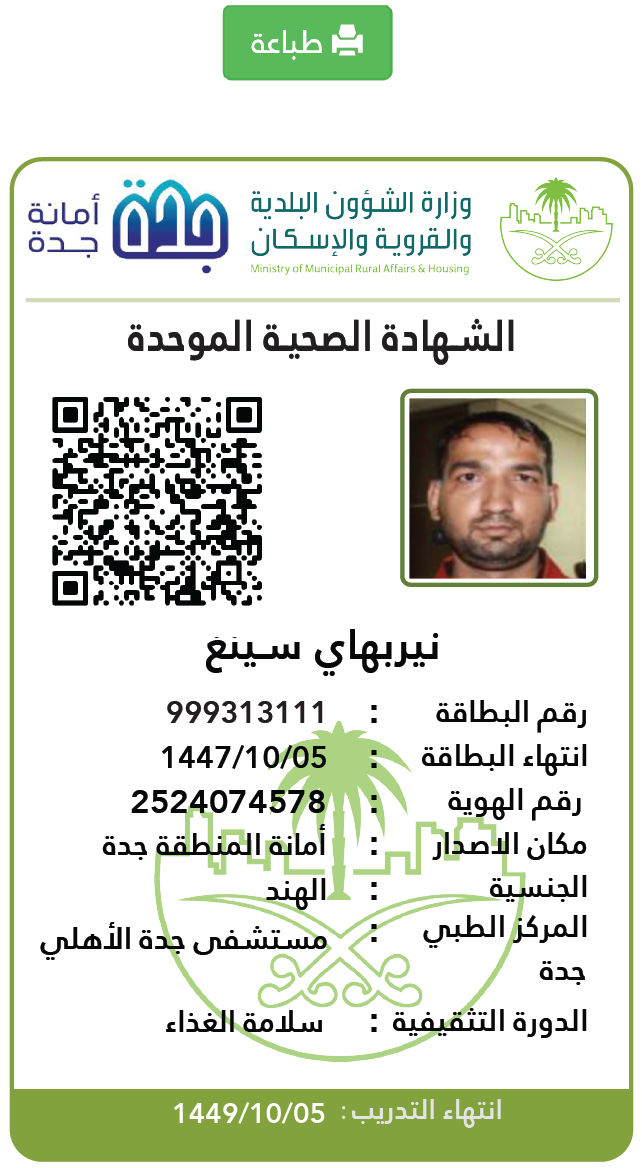 طباعة
أمانة
جدة
جدة
وزارة الشؤون البلدية
والقروية والإسكان
Ministry of Municipal Rural Affairs & Housing
الشهادة الصحية الموحدة
نيربهاي سينغ
رقم البطاقة : 999313111
انتهاء البطاقة : 1447/10/05
رقم الهوية : 2524074578
مكان الاصدار : أمانة المنطقة جدة
الجنسية : الهند
المركز الطبي : مستشفى جدة الأهلي
جدة
الدورة التثقيفية : سلامة الغذاء
انتهاء التدريب : 1449/10/05